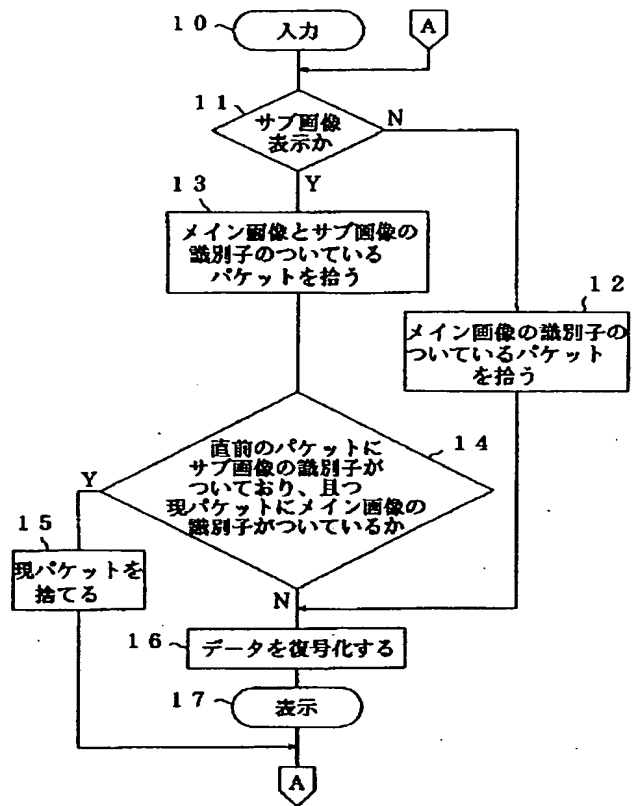 １０
入力
A
１１
サブ画像
表示か
N
Y
１３
メイン画像とサブ画像の
識別子のついている
パケットを拾う
１２
メイン画像の識別子の
ついているパケット
を拾う
１４
直前のパケットに
サブ画像の識別子が
ついており、且つ
現パケットにメイン画像の
識別子がついているか
Y
１５
現パケットを
捨てる
N
１６
データを復号化する
１７
表示
A